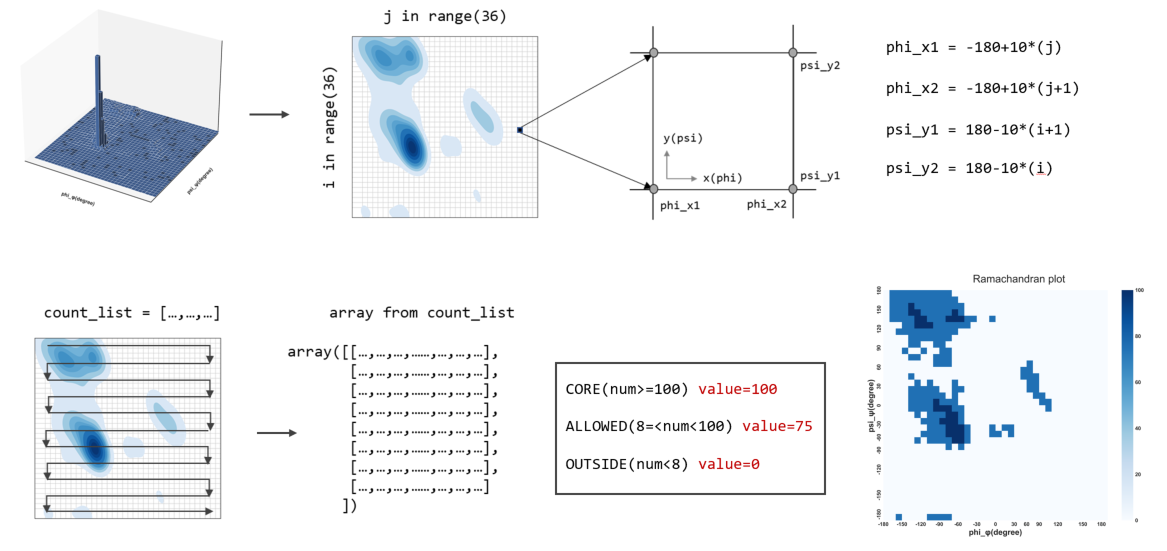 j in range(36)
i in range(36)
phi_φ(degree)
psi_ψ(degree)
psi_y2
y(psi)
x(phi)
psi_y1
phi_x1
phi_x2
phi_x1 = -180+10*(j)
phi_x2 = -180+10*(j+1)
psi_y1 = 180-10*(i+1)
psi_y2 = 180-10*(i)
count_list = […,…,…]
array from count_list
array([[…,…,…,……,…,…,…],
[…,…,…,……,…,…,…],
[…,…,…,……,…,…,…],
[…,…,…,……,…,…,…],
[…,…,…,……,…,…,…],
[…,…,…,……,…,…,…],
[…,…,…,……,…,…,…],
[…,…,…,……,…,…,…]
])
CORE(num>=100) value=100
ALLOWED(8=<num<100) value=75
OUTSIDE(num<8) value=0
Ramachandran plot
psi_ψ(degree)
180
150
120
90
60
30
0
-30
-60
-80
-120
-150
-180
-180 -150 -120 -90 -60 -30 0 30 60 90 120 150 180
phi_φ(degree)
100
80
60
40
20
0